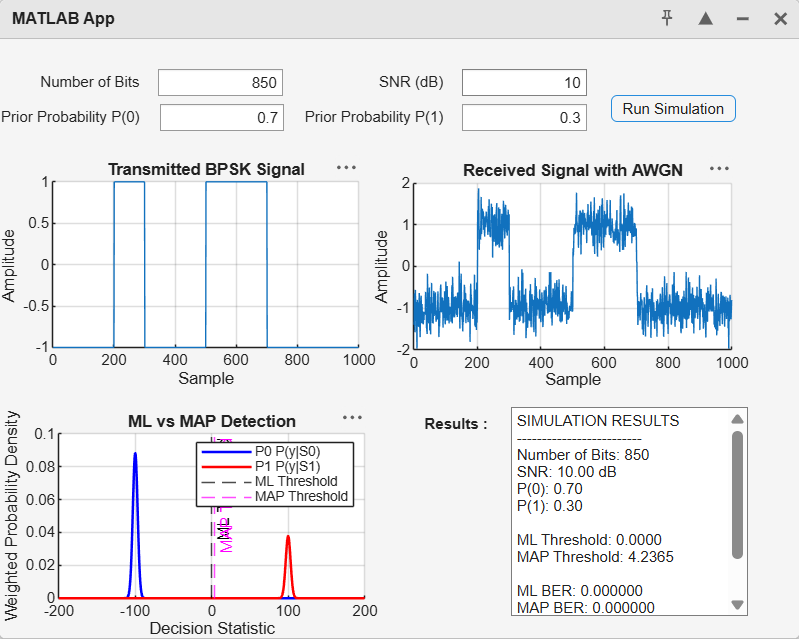 MATLAB App
Number of Bits 850 SNR (dB) 10
Prior Probability P(0) 0.7 Prior Probability P(1) 0.3 Run Simulation
Transmitted BPSK Signal
1
0.5
0
-0.5
-1
Amplitude
0 200 400 600 800 1000
Sample
Received Signal with AWGN
2
1
0
-1
-2
Amplitude
0 200 400 600 800 1000
Sample
ML vs MAP Detection
0.1
0.08
0.06
0.04
0.02
0
Weighted Probability Density
P0 P(y|S0)
P1 P(y|S1)
ML Threshold
MAP Threshold
ML
MAP
-200 -100 0 100 200
Decision Statistic
Results :
SIMULATION RESULTS
-------------------------
Number of Bits: 850
SNR: 10.00 dB
P(0): 0.70
P(1): 0.30
ML Threshold: 0.0000
MAP Threshold: 4.2365
ML BER: 0.000000
MAP BER: 0.000000